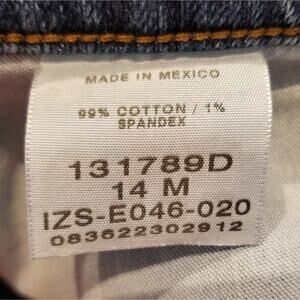 MADE IN MEXICO
99% COTTON / 1%
SPANDEX
131789D
14 M
IZS-E046-020
083622302912